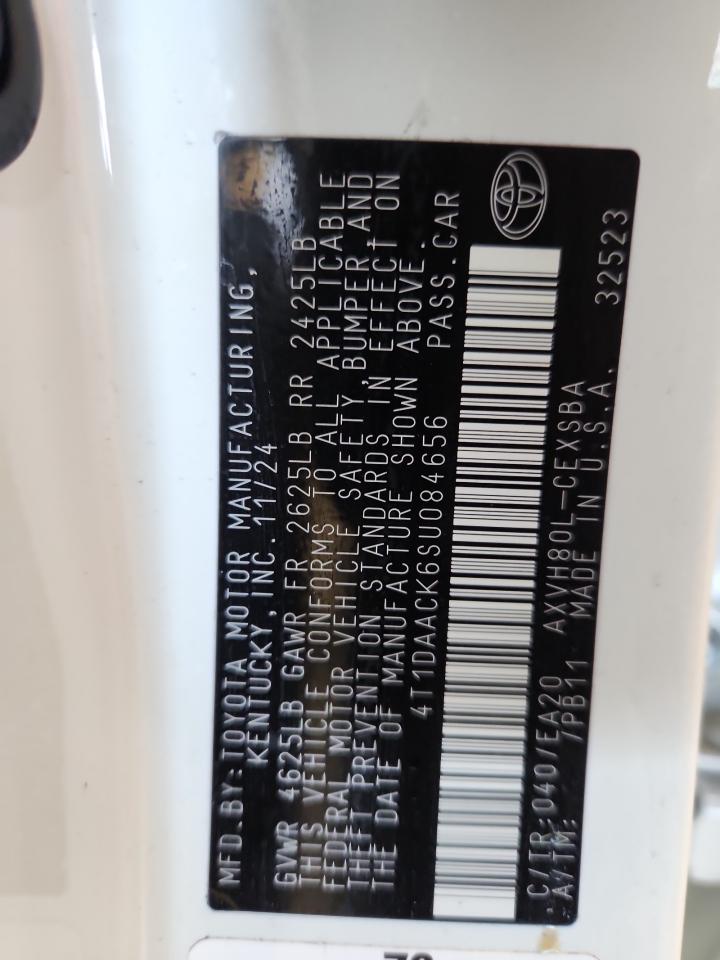 MFD.BY:TOYOTA MOTOR MANUFACTURING,
KENTUCKY,INC.11/24
GVWR 4625LB GAWR FR 2625LB RR 2425LB
THIS VEHICLE CONFORMS TO ALL APPLICABLE
FEDERAL MOTOR VEHICLE SAFETY,BUMPER,AND
THEFT PREVENTION STANDARDS IN EFFECT ON
THE DATE OF MANUFACTURE SHOWN ABOVE.
4T1DAACK6SU084656 PASS.CAR
C/TR:040/EA20 AXVH80L-CEXSBA
A/TM: /PB11 MADE IN U.S.A. 32523